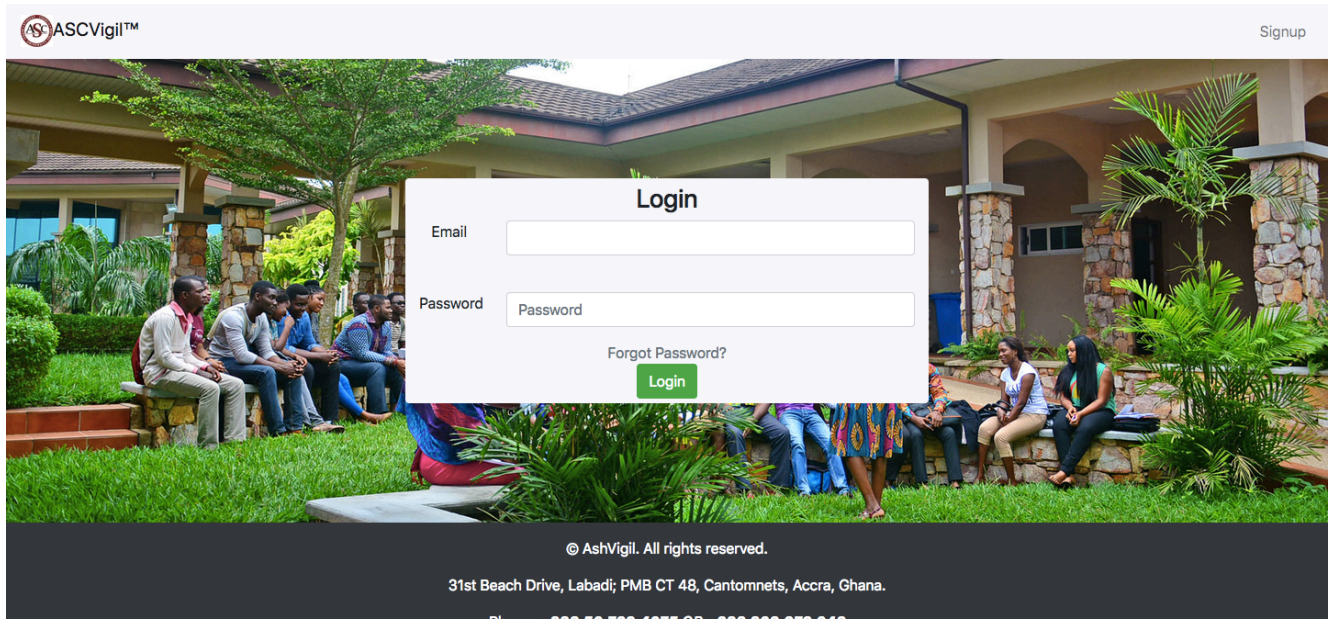 ASC
ASCVigil™
Signup
Login
Email
Password
Password
Forgot Password?
Login
© AshVigil. All rights reserved.
31st Beach Drive, Labadi; PMB CT 48, Cantomnets, Accra, Ghana.